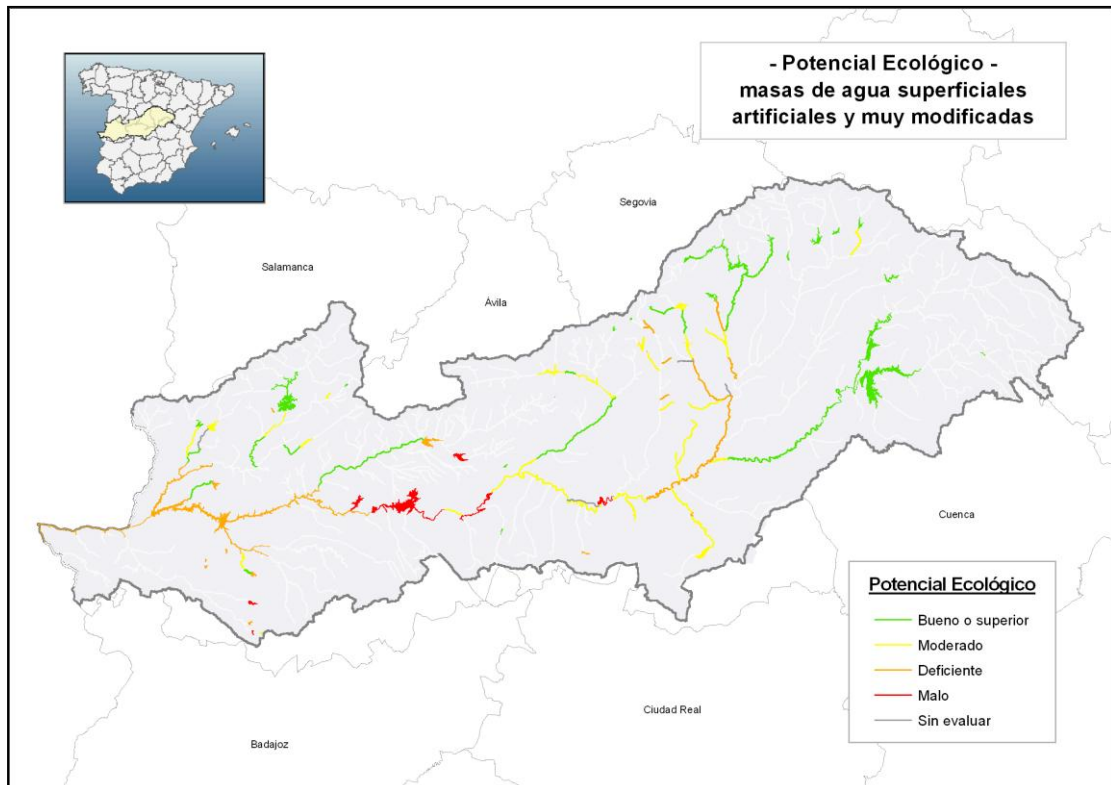 - Potencial Ecológico -
masas de agua superficiales
artificiales y muy modificadas
Segovia
Salamanca
Ávila
Cuenca
Ciudad Real
Badajoz
Potencial Ecológico
Bueno o superior
Moderado
Deficiente
Malo
Sin evaluar